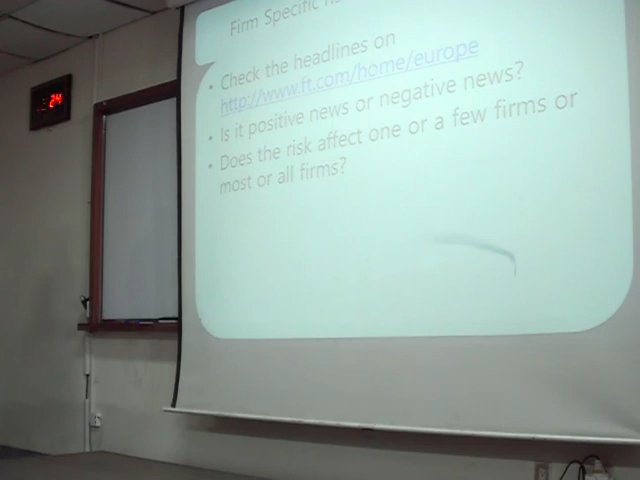 Firm Specific
• Check the headlines on
http://www.ft.com/home/europe
• Is it positive news or negative news?
• Does the risk affect one or a few firms or
most or all firms?
24